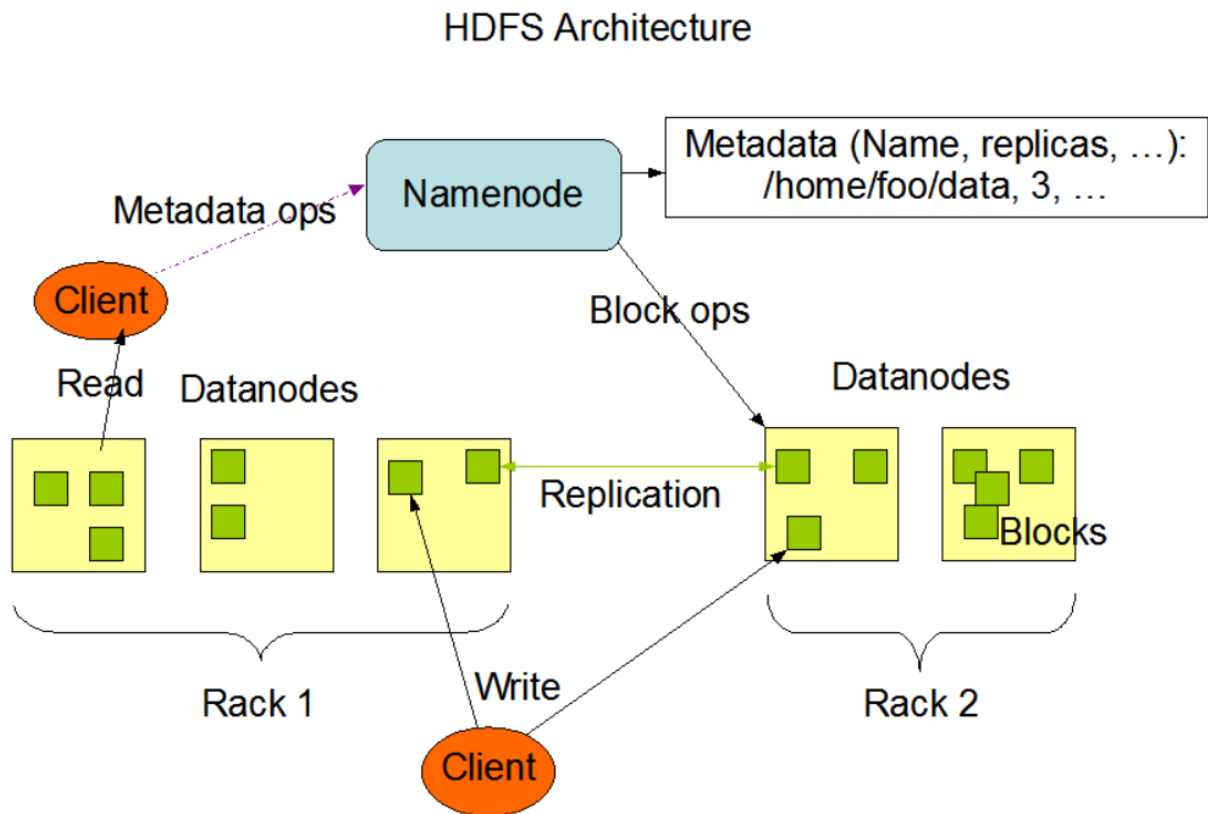 HDFS Architecture
Metadata (Name, replicas, …):
/home/foo/data, 3, …
Namenode
Metadata ops
Client
Block ops
Read
Datanodes
Datanodes
Replication
Blocks
Rack 1
Write
Rack 2
Client